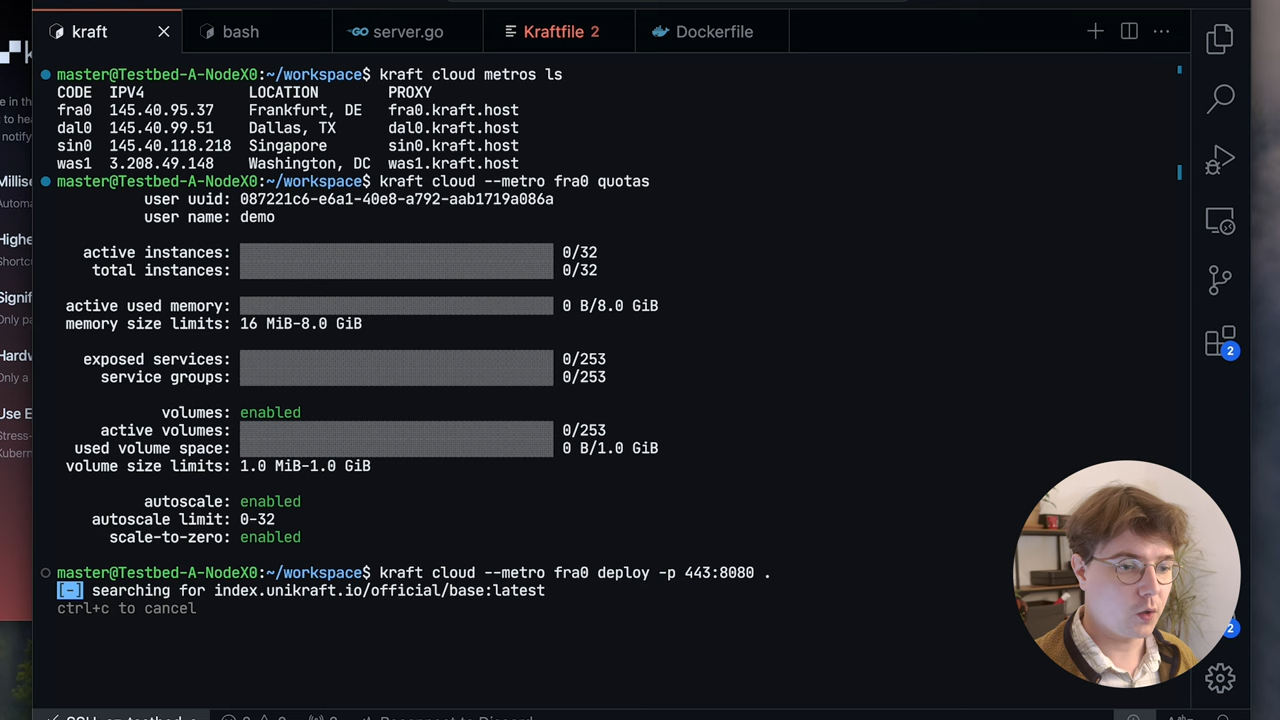 kraft
bash
GO server.go
Kraftfile 2
Dockerfile
master@Testbed-A-NodeX0:~/workspace$ kraft cloud metros ls
CODE IPV4 LOCATION PROXY
fra0 145.40.95.37 Frankfurt, DE fra0.kraft.host
dal0 145.40.99.51 Dallas, TX dal0.kraft.host
sin0 145.40.118.218 Singapore sin0.kraft.host
was1 3.208.49.148 Washington, DC was1.kraft.host
master@Testbed-A-NodeX0:~/workspace$ kraft cloud --metro fra0 quotas
user uuid: 087221c6-e6a1-40e8-a792-aab1719a086a
user name: demo
active instances: 0/32
total instances: 0/32
active used memory: 0 B/8.0 GiB
memory size limits: 16 MiB-8.0 GiB
exposed services: 0/253
service groups: 0/253
volumes: enabled
active volumes: 0/253
used volume space: 0 B/1.0 GiB
volume size limits: 1.0 MiB-1.0 GiB
autoscale: enabled
autoscale limit: 0-32
scale-to-zero: enabled
master@Testbed-A-NodeX0:~/workspace$ kraft cloud --metro fra0 deploy -p 443:8080 .
[-] searching for index.unikraft.io/official/base:latest
ctrl+c to cancel
2
2